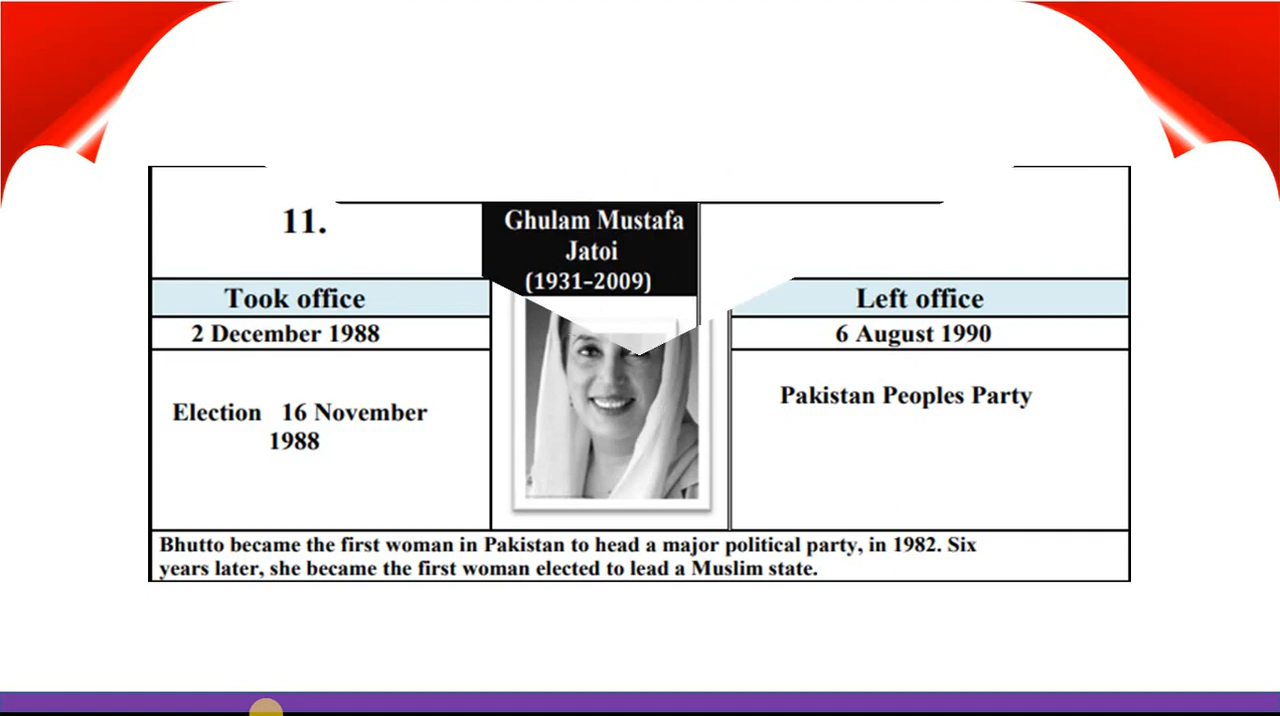 11.
Ghulam Mustafa
Jatoi
(1931–2009)
Took office
Left office
2 December 1988
6 August 1990
Election 16 November
1988
Pakistan Peoples Party
Bhutto became the first woman in Pakistan to head a major political party, in 1982. Six
years later, she became the first woman elected to lead a Muslim state.